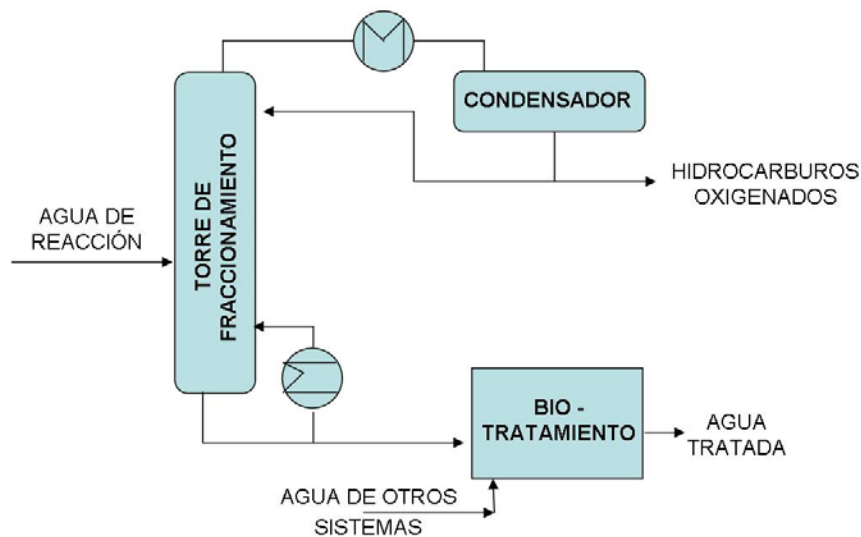 CONDENSADOR
HIDROCARBUROS
OXIGENADOS
AGUA DE
REACCIÓN
TORRE DE
FRACCIONAMIENTO
BIO -
TRATAMIENTO
AGUA
TRATADA
AGUA DE OTROS
SISTEMAS